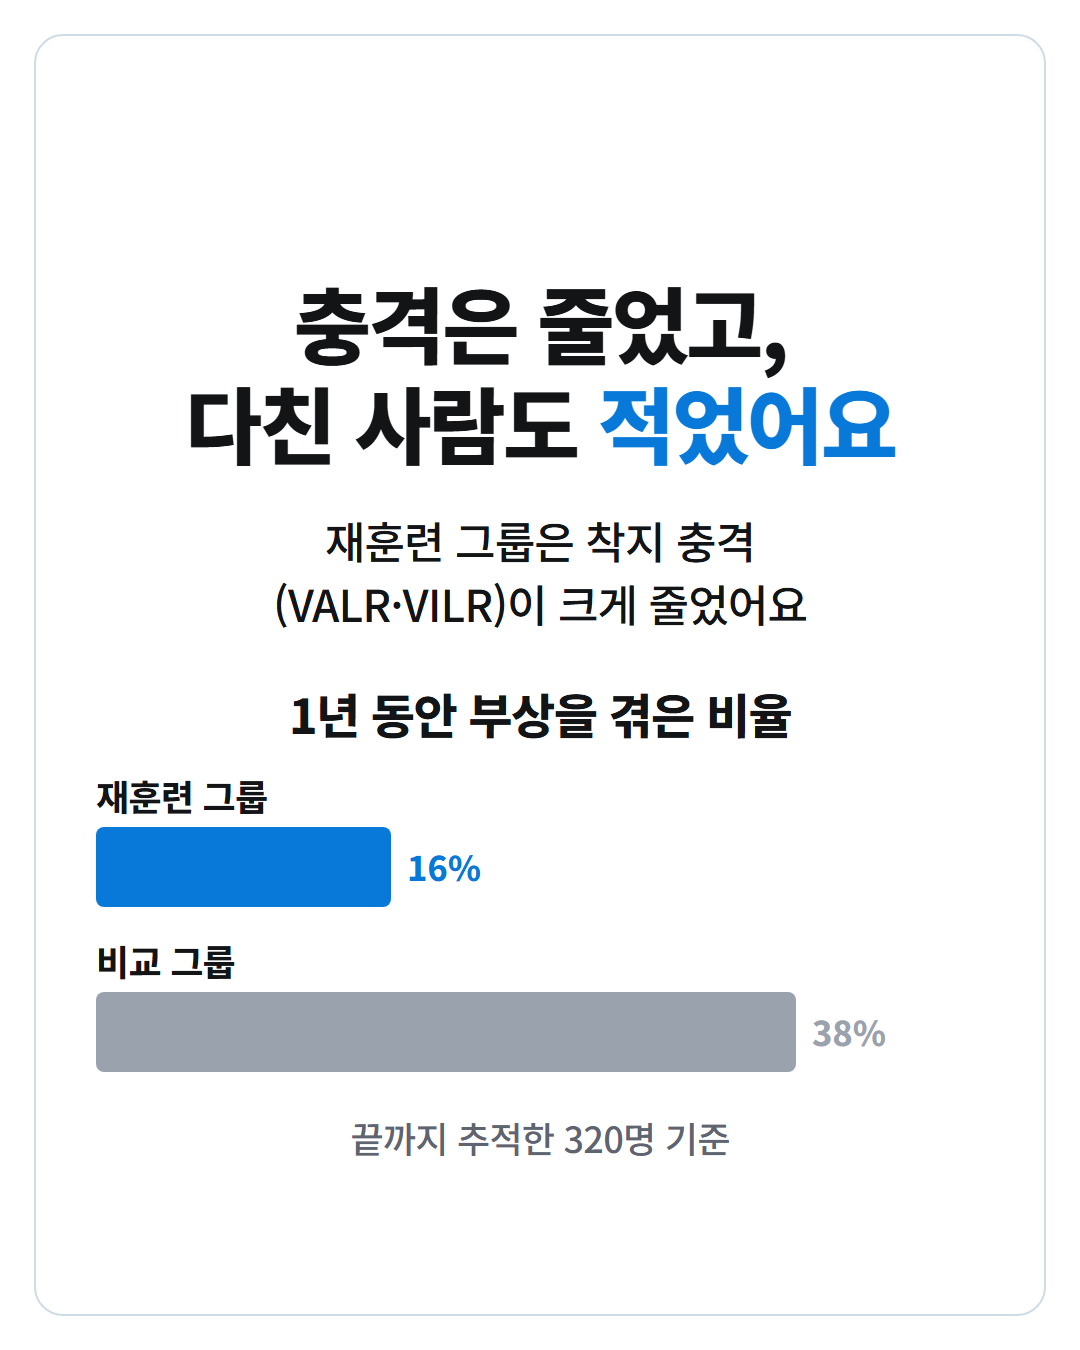 충격은 줄었고,
다친 사람도 적었어요
재훈련 그룹은 착지 충격
(VALR·VILR)이 크게 줄었어요
1년 동안 부상을 겪은 비율
재훈련 그룹
16%
비교 그룹
38%
끝까지 추적한 320명 기준